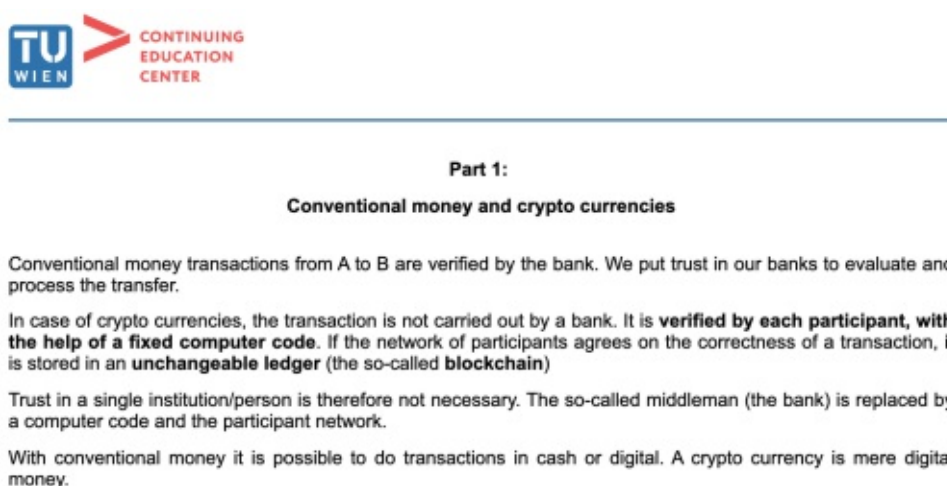 TU
WIEN
CONTINUING
EDUCATION
CENTER
Part 1:
Conventional money and crypto currencies
Conventional money transactions from A to B are verified by the bank. We put trust in our banks to evaluate and
process the transfer.
In case of crypto currencies, the transaction is not carried out by a bank. It is verified by each participant, with
the help of a fixed computer code. If the network of participants agrees on the correctness of a transaction, i
is stored in an unchangeable ledger (the so-called blockchain)
Trust in a single institution/person is therefore not necessary. The so-called middleman (the bank) is replaced by
a computer code and the participant network.
With conventional money it is possible to do transactions in cash or digital. A crypto currency is mere digita
money.